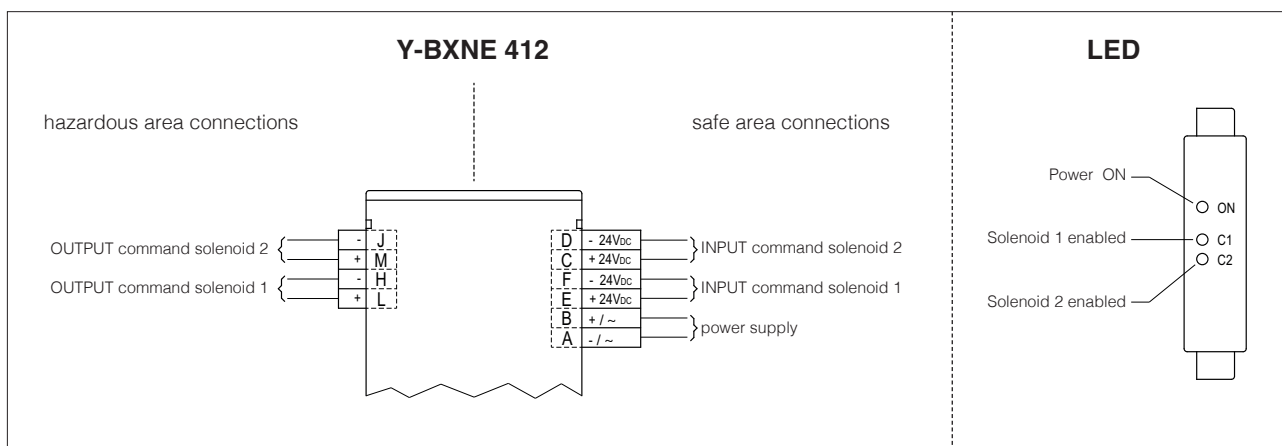 Y-BXNE 412
LED
hazardous area connections
safe area connections
OUTPUT command solenoid 2
- J
+ M
OUTPUT command solenoid 1
- H
+ L
D - 24VDC
C + 24VDC
INPUT command solenoid 2
F - 24VDC
E + 24VDC
INPUT command solenoid 1
B + / ~
A - / ~
power supply
Power ON
ON
Solenoid 1 enabled
C1
C2
Solenoid 2 enabled